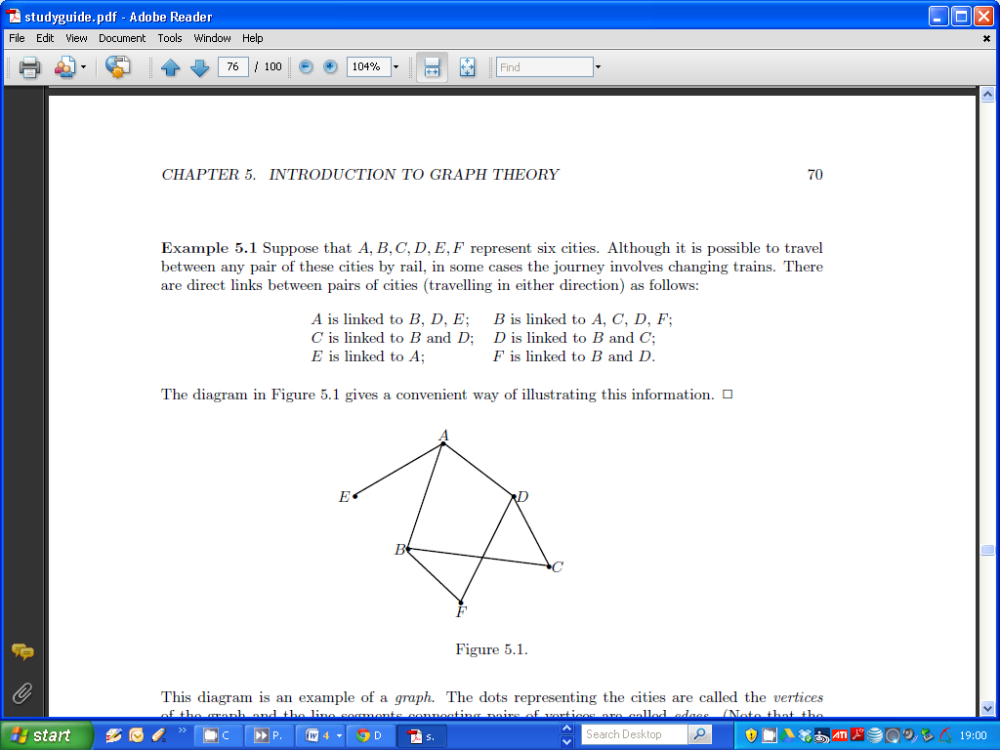 studyguide.pdf - Adobe Reader
File Edit View Document Tools Window Help
76 / 100 104% Find
CHAPTER 5. INTRODUCTION TO GRAPH THEORY 70
Example 5.1 Suppose that A, B, C, D, E, F represent six cities. Although it is possible to travel
between any pair of these cities by rail, in some cases the journey involves changing trains. There
are direct links between pairs of cities (travelling in either direction) as follows:
A is linked to B, D, E; B is linked to A, C, D, F;
C is linked to B and D; D is linked to B and C;
E is linked to A; F is linked to B and D.
The diagram in Figure 5.1 gives a convenient way of illustrating this information. □
A
E
D
B
C
F
Figure 5.1.
This diagram is an example of a graph. The dots representing the cities are called the vertices
of the graph and the line segments connecting pairs of vertices are called edges. (Note that the
start C P. 4 D s. Search Desktop 19:00